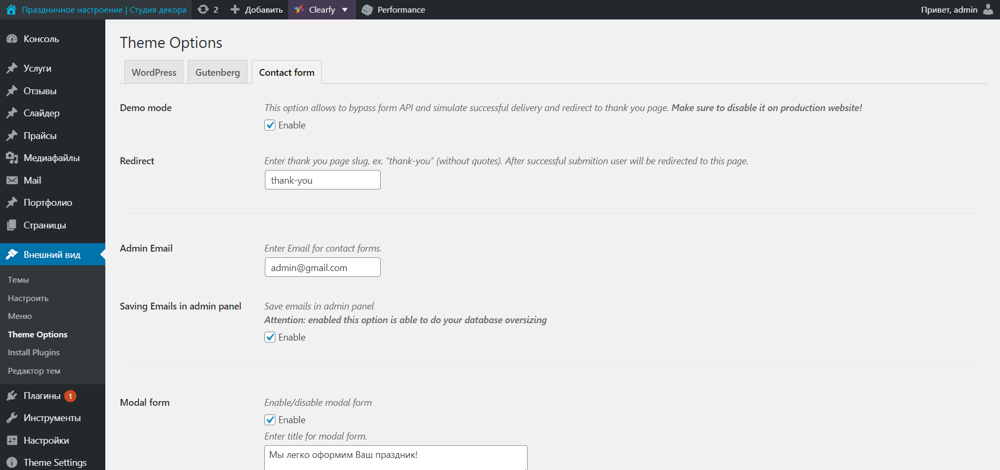 Праздничное настроение | Студия декора 2 Добавить Clearfy ▼ Performance Привет, admin
Консоль
Услуги
Отзывы
Слайдер
Прайсы
Медиафайлы
Mail
Портфолио
Страницы
Внешний вид
Темы
Настроить
Меню
Theme Options
Install Plugins
Редактор тем
Плагины 1
Инструменты
Настройки
Theme Settings
Theme Options
WordPress Gutenberg Contact form
Demo mode
This option allows to bypass form API and simulate successful delivery and redirect to thank you page. Make sure to disable it on production website!
Enable
Redirect
Enter thank you page slug, ex. "thank-you" (without quotes). After successful submition user will be redirected to this page.
thank-you
Admin Email
Enter Email for contact forms.
admin@gmail.com
Saving Emails in admin panel
Save emails in admin panel
Attention: enabled this option is able to do your database oversizing
Enable
Modal form
Enable/disable modal form
Enable
Enter title for modal form.
Мы легко оформим Ваш праздник!